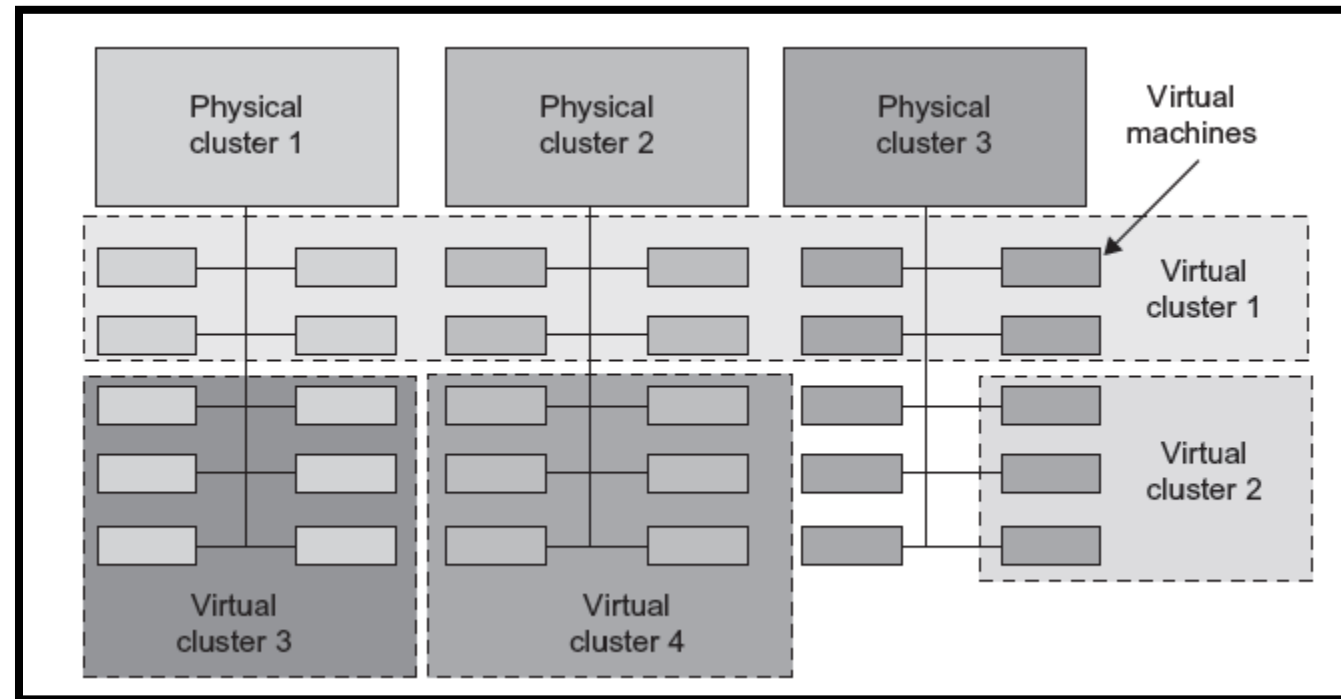 Physical
cluster 1
Physical
cluster 2
Physical
cluster 3
Virtual
machines
Virtual
cluster 1
Virtual
cluster 2
Virtual
cluster 3
Virtual
cluster 4